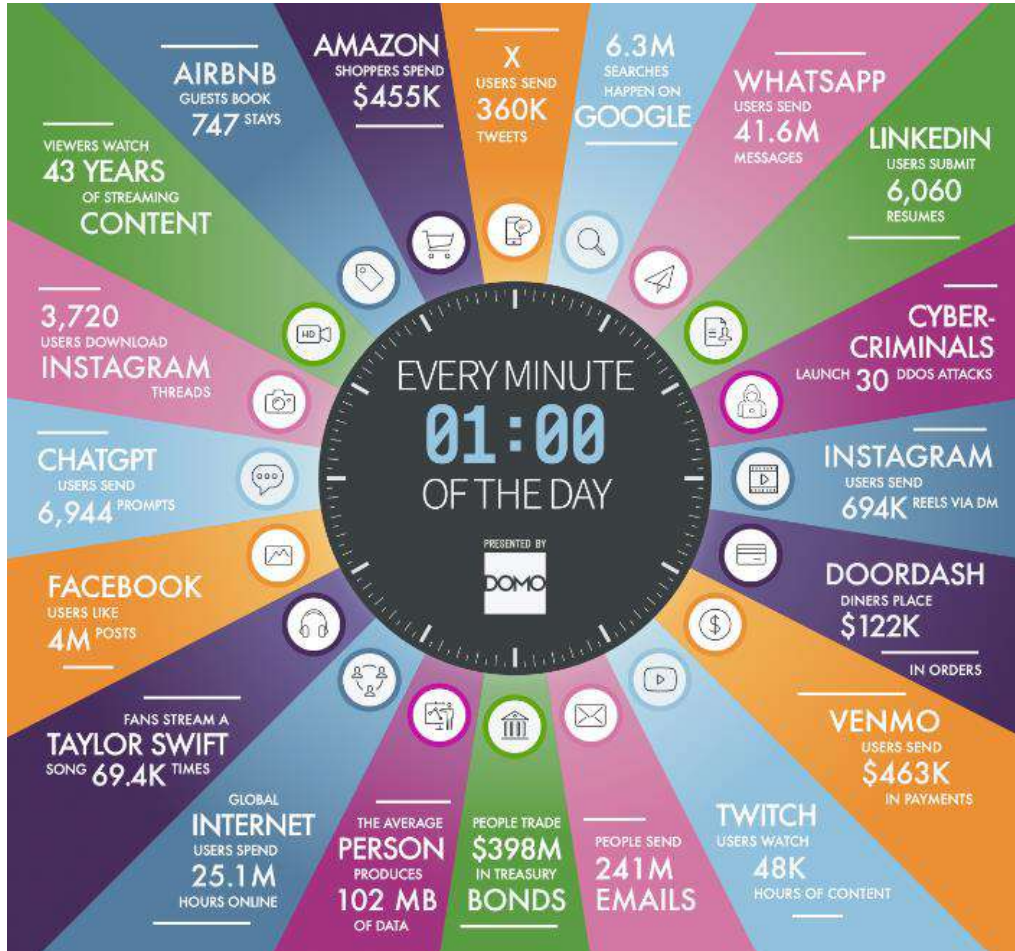 AIRBNB
GUESTS BOOK
747 STAYS
AMAZON
SHOPPERS SPEND
$455K
X
USERS SEND
360K
TWEETS
6.3M
SEARCHES
HAPPEN ON
GOOGLE
WHATSAPP
USERS SEND
41.6M
MESSAGES
LINKEDIN
USERS SUBMIT
6,060
RESUMES
CYBER-
CRIMINALS
LAUNCH 30 DDOS ATTACKS
INSTAGRAM
USERS SEND
694K REELS VIA DM
DOORDASH
DINERS PLACE
$122K
IN ORDERS
VENMO
USERS SEND
$463K
IN PAYMENTS
TWITCH
USERS WATCH
48K
HOURS OF CONTENT
PEOPLE SEND
241M
EMAILS
PEOPLE TRADE
$398M
IN TREASURY
BONDS
THE AVERAGE
PERSON
PRODUCES
102 MB
OF DATA
GLOBAL
INTERNET
USERS SPEND
25.1M
HOURS ONLINE
FANS STREAM A
TAYLOR SWIFT
SONG 69.4K TIMES
FACEBOOK
USERS LIKE
4M POSTS
CHATGPT
USERS SEND
6,944 PROMPTS
3,720
USERS DOWNLOAD
INSTAGRAM
THREADS
VIEWERS WATCH
43 YEARS
OF STREAMING
CONTENT
HD
EVERY MINUTE
01:00
OF THE DAY
PRESENTED BY
DOMO